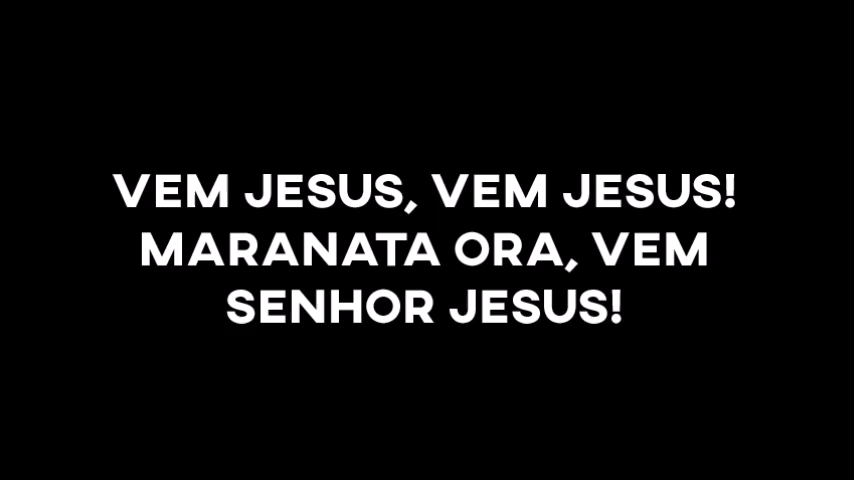 VEM JESUS, VEM JESUS!
MARANATA ORA, VEM
SENHOR JESUS!